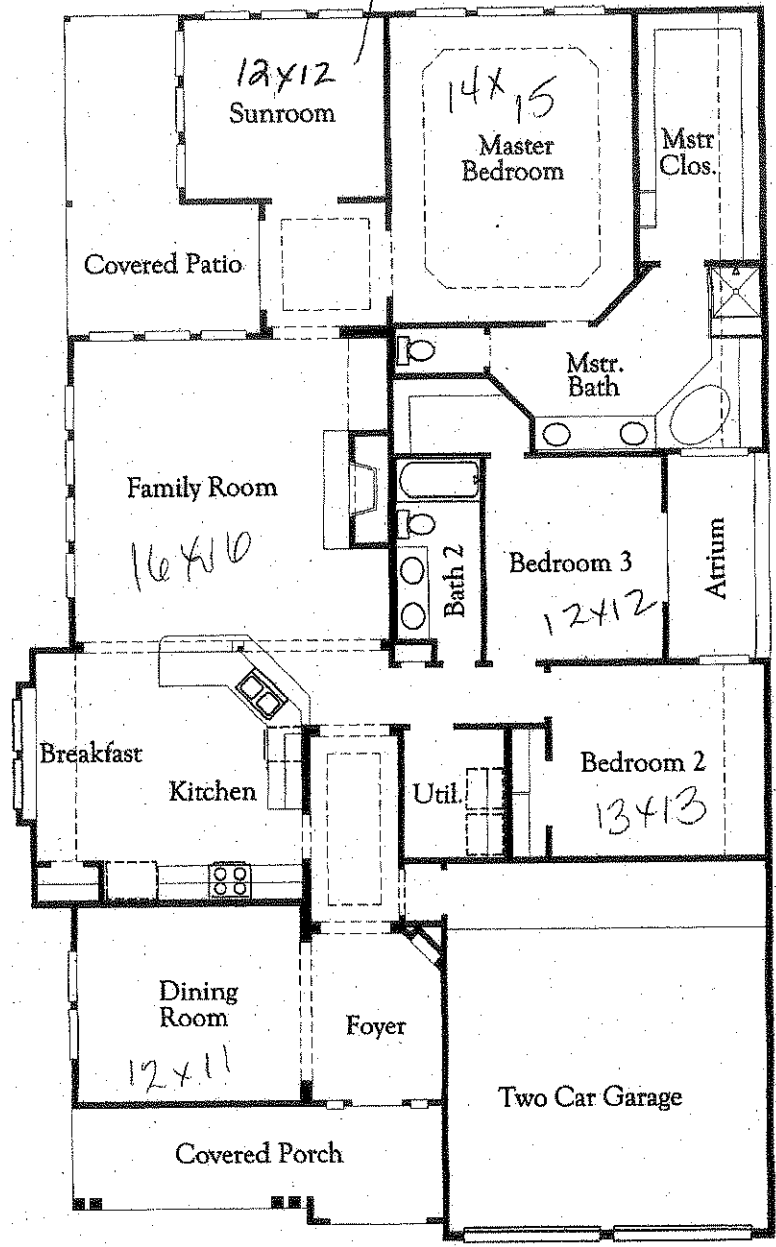 12x12
Sunroom
14x15
Master
Bedroom
Mstr
Clos.
Covered Patio
Mstr.
Bath
Family Room
16x16
Bath 2
Bedroom 3
12x12
Atrium
Breakfast
Kitchen
Util.
Bedroom 2
13x13
Dining
Room
12x11
Foyer
Two Car Garage
Covered Porch